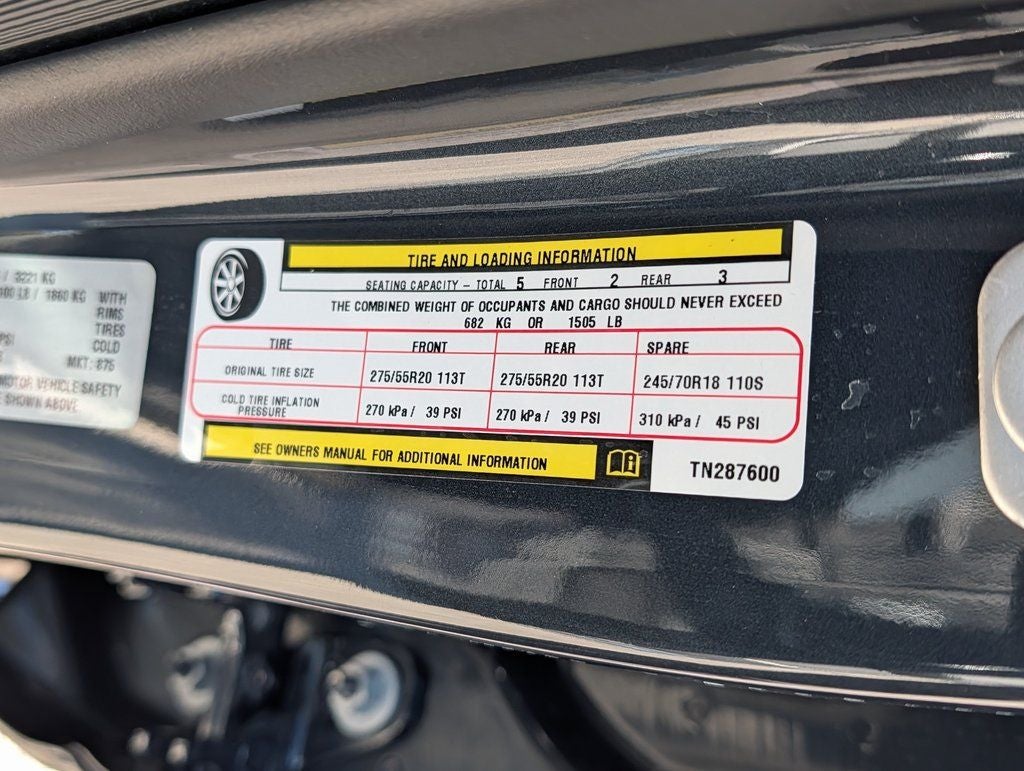 / 3221 KG
/ 1860 KG WITH
RIMS
TIRES
COLD
MKT: 875
MOTOR VEHICLE SAFETY
SHOWN ABOVE.
TIRE AND LOADING INFORMATION
SEATING CAPACITY – TOTAL 5 FRONT 2 REAR 3
THE COMBINED WEIGHT OF OCCUPANTS AND CARGO SHOULD NEVER EXCEED
682 KG OR 1505 LB
TIRE FRONT REAR SPARE
ORIGINAL TIRE SIZE 275/55R20 113T 275/55R20 113T 245/70R18 110S
COLD TIRE INFLATION
PRESSURE 270 kPa / 39 PSI 270 kPa / 39 PSI 310 kPa / 45 PSI
SEE OWNERS MANUAL FOR ADDITIONAL INFORMATION
TN287600